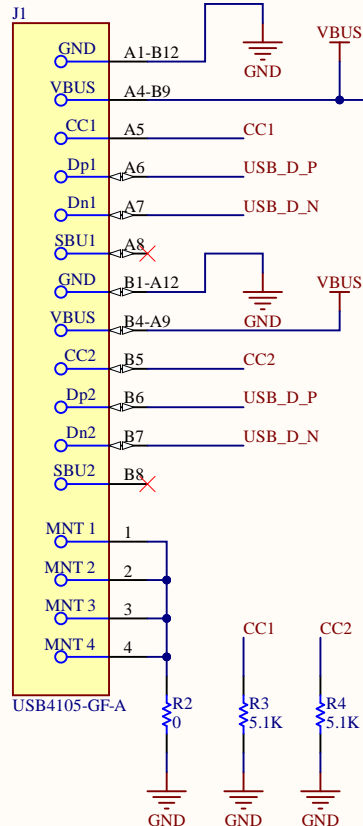 J1
GND A1-B12
GND
VBUS
VBUS A4-B9
CC1 A5 CC1
Dp1 A6 USB_D_P
Dn1 A7 USB_D_N
SBU1 A8
GND B1-A12
GND
VBUS
VBUS B4-A9
CC2 B5 CC2
Dp2 B6 USB_D_P
Dn2 B7 USB_D_N
SBU2 B8
MNT 1 1
MNT 2 2
MNT 3 3
MNT 4 4
CC1 CC2
USB4105-GF-A
R2 R3 R4
0 5.1K 5.1K
GND GND GND